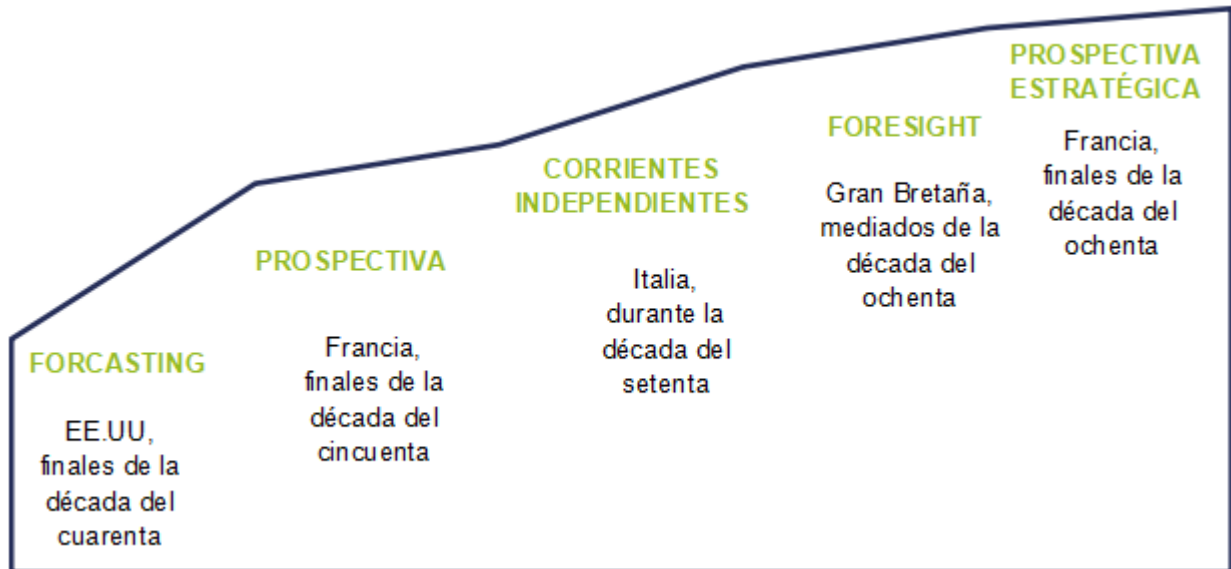 FORCASTING
EE.UU,
finales de la
década del
cuarenta
PROSPECTIVA
Francia,
finales de la
década del
cincuenta
CORRIENTES
INDEPENDIENTES
Italia,
durante la
década del
setenta
FORESIGHT
Gran Bretaña,
mediados de la
década del
ochenta
PROSPECTIVA
ESTRATÉGICA
Francia,
finales de la
década del
ochenta